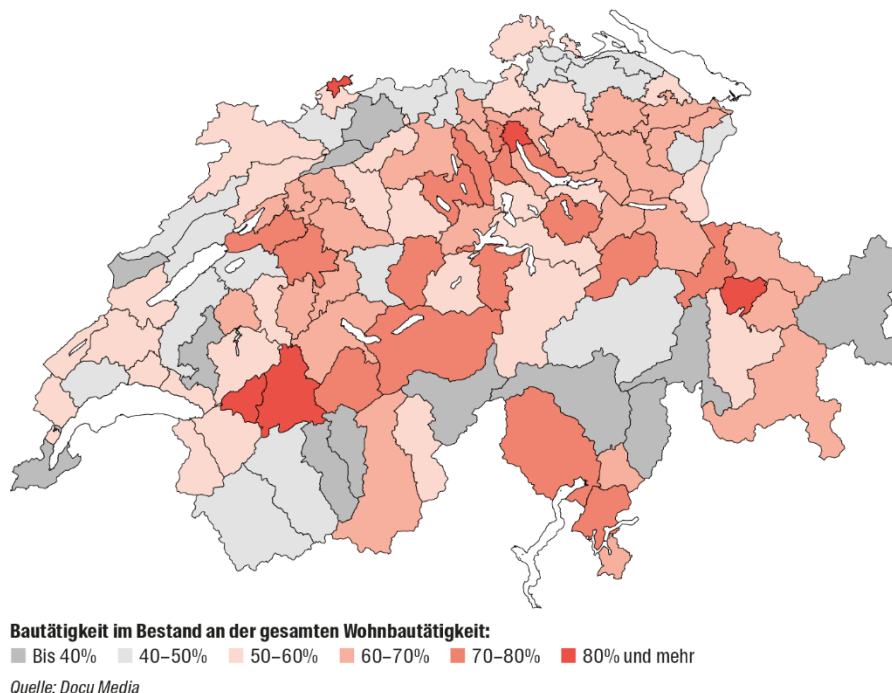 Bautätigkeit im Bestand an der gesamten Wohnbautätigkeit:
Bis 40% 40–50% 50–60% 60–70% 70–80% 80% und mehr
Quelle: Docu Media